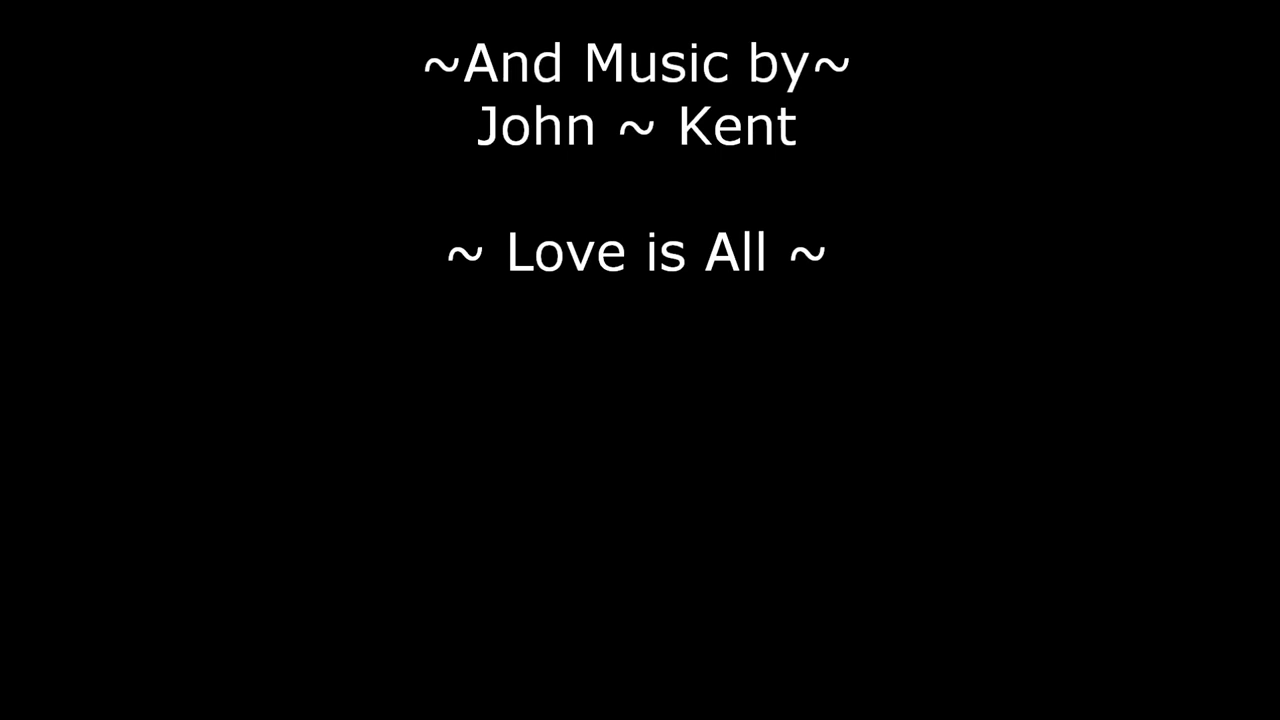 ~And Music by~
John ~ Kent
~ Love is All ~